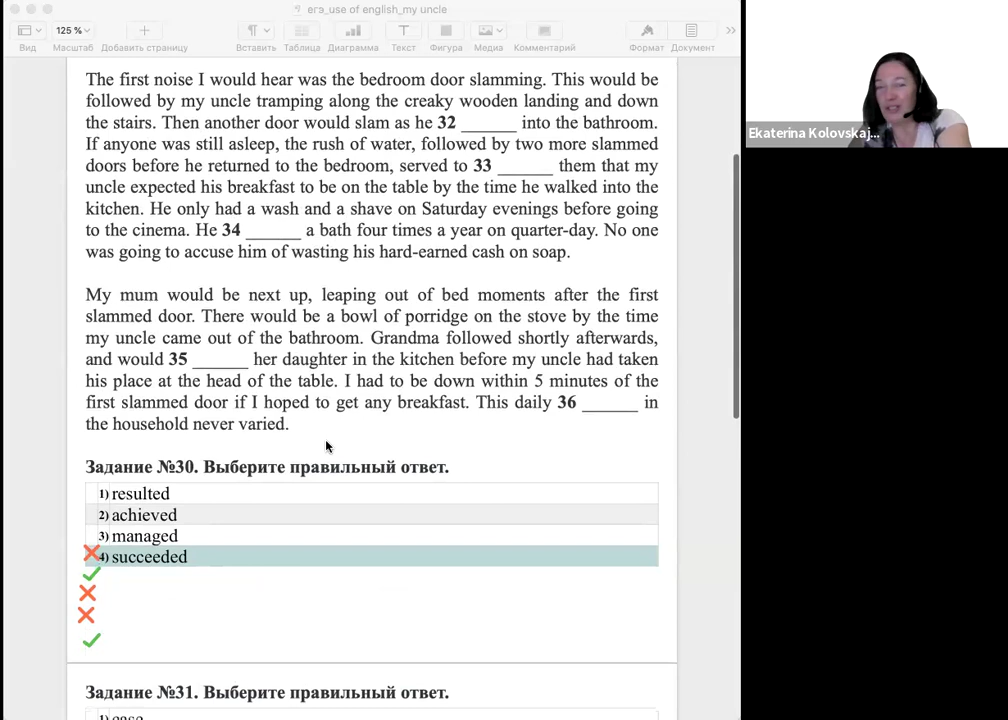 егэ_use of english_my uncle
125 %
Вид
Масштаб
Добавить страницу
Вставить
Таблица
Диаграмма
Текст
Фигура
Медиа
Комментарий
Формат
Документ
The first noise I would hear was the bedroom door slamming. This would be
followed by my uncle tramping along the creaky wooden landing and down
the stairs. Then another door would slam as he 32 ______ into the bathroom.
If anyone was still asleep, the rush of water, followed by two more slammed
doors before he returned to the bedroom, served to 33 ______ them that my
uncle expected his breakfast to be on the table by the time he walked into the
kitchen. He only had a wash and a shave on Saturday evenings before going
to the cinema. He 34 ______ a bath four times a year on quarter-day. No one
was going to accuse him of wasting his hard-earned cash on soap.
My mum would be next up, leaping out of bed moments after the first
slammed door. There would be a bowl of porridge on the stove by the time
my uncle came out of the bathroom. Grandma followed shortly afterwards,
and would 35 ______ her daughter in the kitchen before my uncle had taken
his place at the head of the table. I had to be down within 5 minutes of the
first slammed door if I hoped to get any breakfast. This daily 36 ______ in
the household never varied.
Задание №30. Выберите правильный ответ.
1) resulted
2) achieved
3) managed
4) succeeded
Задание №31. Выберите правильный ответ.
1) ease
Ekaterina Kolovskaj...